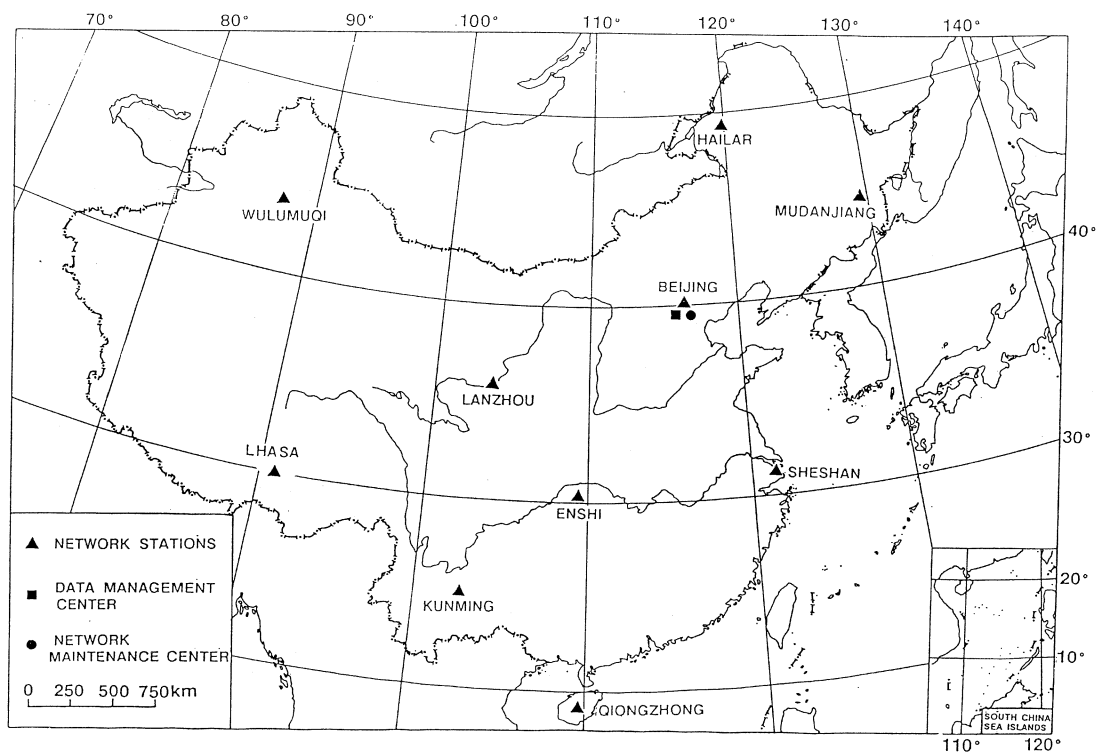 70° 80° 90° 100° 110° 120° 130° 140°
HAILAR
WULUMUQI
MUDANJIANG
40°
BEIJING
LANZHOU
30°
LHASA
SHESHAN
ENSHI
NETWORK STATIONS
DATA MANAGEMENT
CENTER
20°
KUNMING
NETWORK
MAINTENANCE CENTER
10°
0 250 500 750km
QIONGZHONG
SOUTH CHINA
SEA ISLANDS
110° 120°